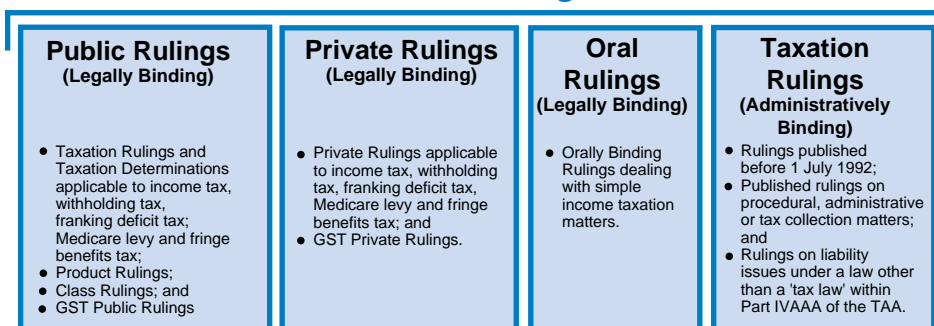 Public Rulings
(Legally Binding)
• Taxation Rulings and
Taxation Determinations
applicable to income tax,
withholding tax,
franking deficit tax;
Medicare levy and fringe
benefits tax;
• Product Rulings;
• Class Rulings; and
• GST Public Rulings
Private Rulings
(Legally Binding)
• Private Rulings applicable
to income tax, withholding
tax, franking deficit tax,
Medicare levy and fringe
benefits tax; and
• GST Private Rulings.
Oral
Rulings
(Legally Binding)
• Orally Binding
Rulings dealing
with simple
income taxation
matters.
Taxation
Rulings
(Administratively
Binding)
• Rulings published
before 1 July 1992;
• Published rulings on
procedural, administrative
or tax collection matters;
and
• Rulings on liability
issues under a law other
than a 'tax law' within
Part IVAAA of the TAA.